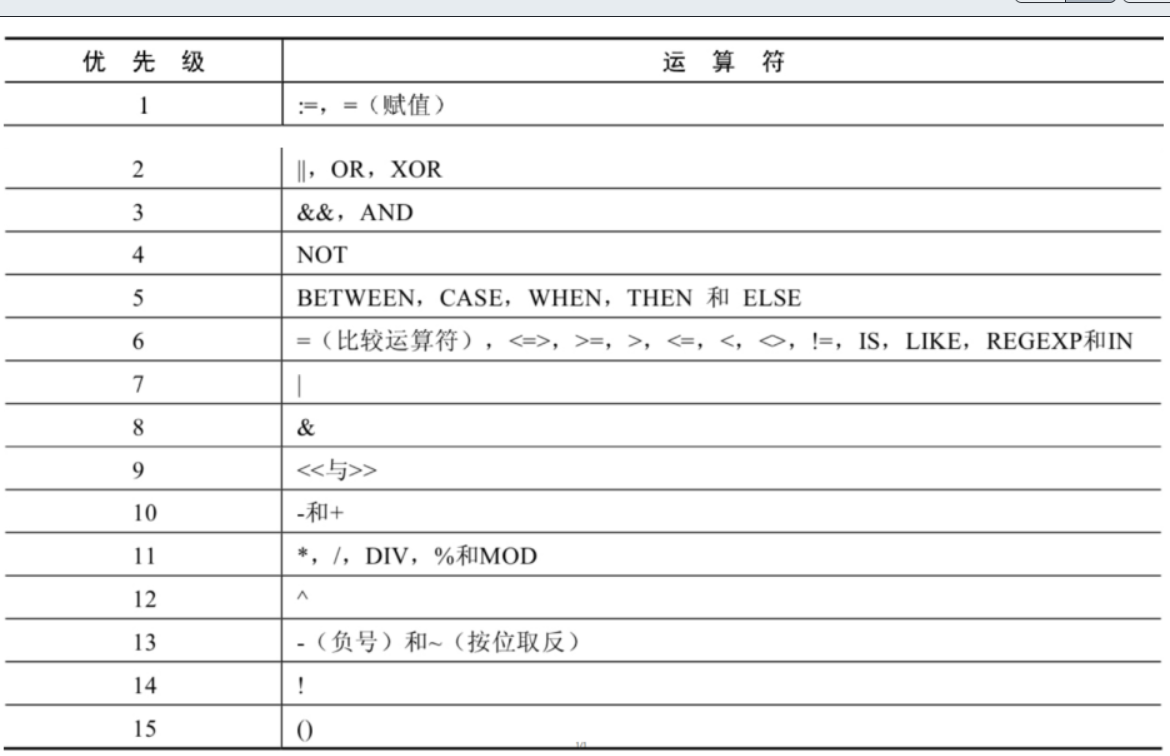 优 先 级 运 算 符
1 :=，=（赋值）
2 ||，OR，XOR
3 &&，AND
4 NOT
5 BETWEEN，CASE，WHEN，THEN 和 ELSE
6 =（比较运算符），<=>，>=，>，<=，<，<>，!=，IS，LIKE，REGEXP和IN
7 |
8 &
9 <<与>>
10 -和+
11 *，/，DIV，%和MOD
12 ^
13 -（负号）和~（按位取反）
14 !
15 ()
1/1